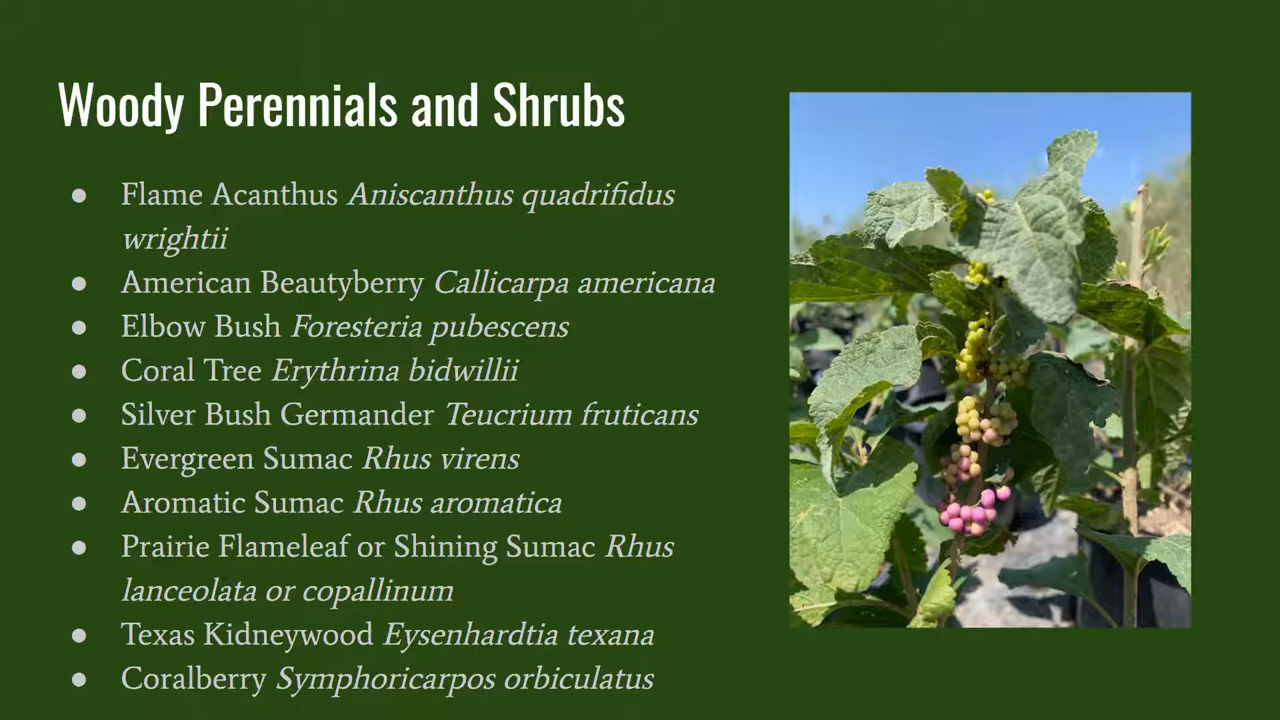 Woody Perennials and Shrubs
● Flame Acanthus Aniscanthus quadrifidus
wrightii
● American Beautyberry Callicarpa americana
● Elbow Bush Foresteria pubescens
● Coral Tree Erythrina bidwillii
● Silver Bush Germander Teucrium fruticans
● Evergreen Sumac Rhus virens
● Aromatic Sumac Rhus aromatica
● Prairie Flameleaf or Shining Sumac Rhus
lanceolata or copallinum
● Texas Kidneywood Eysenhardtia texana
● Coralberry Symphoricarpos orbiculatus